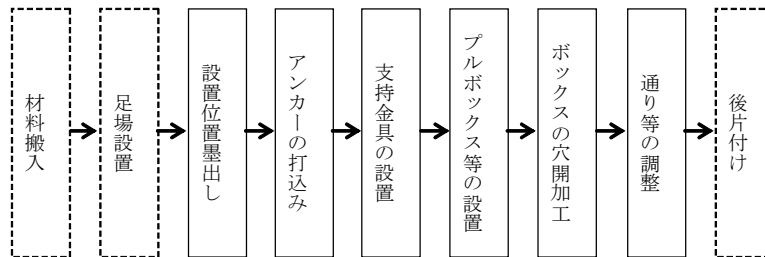 材料搬入
足場設置
設置位置墨出し
アンカーの打込み
支持金具の設置
プルボックス等の設置
ボックスの穴開加工
通り等の調整
後片付け